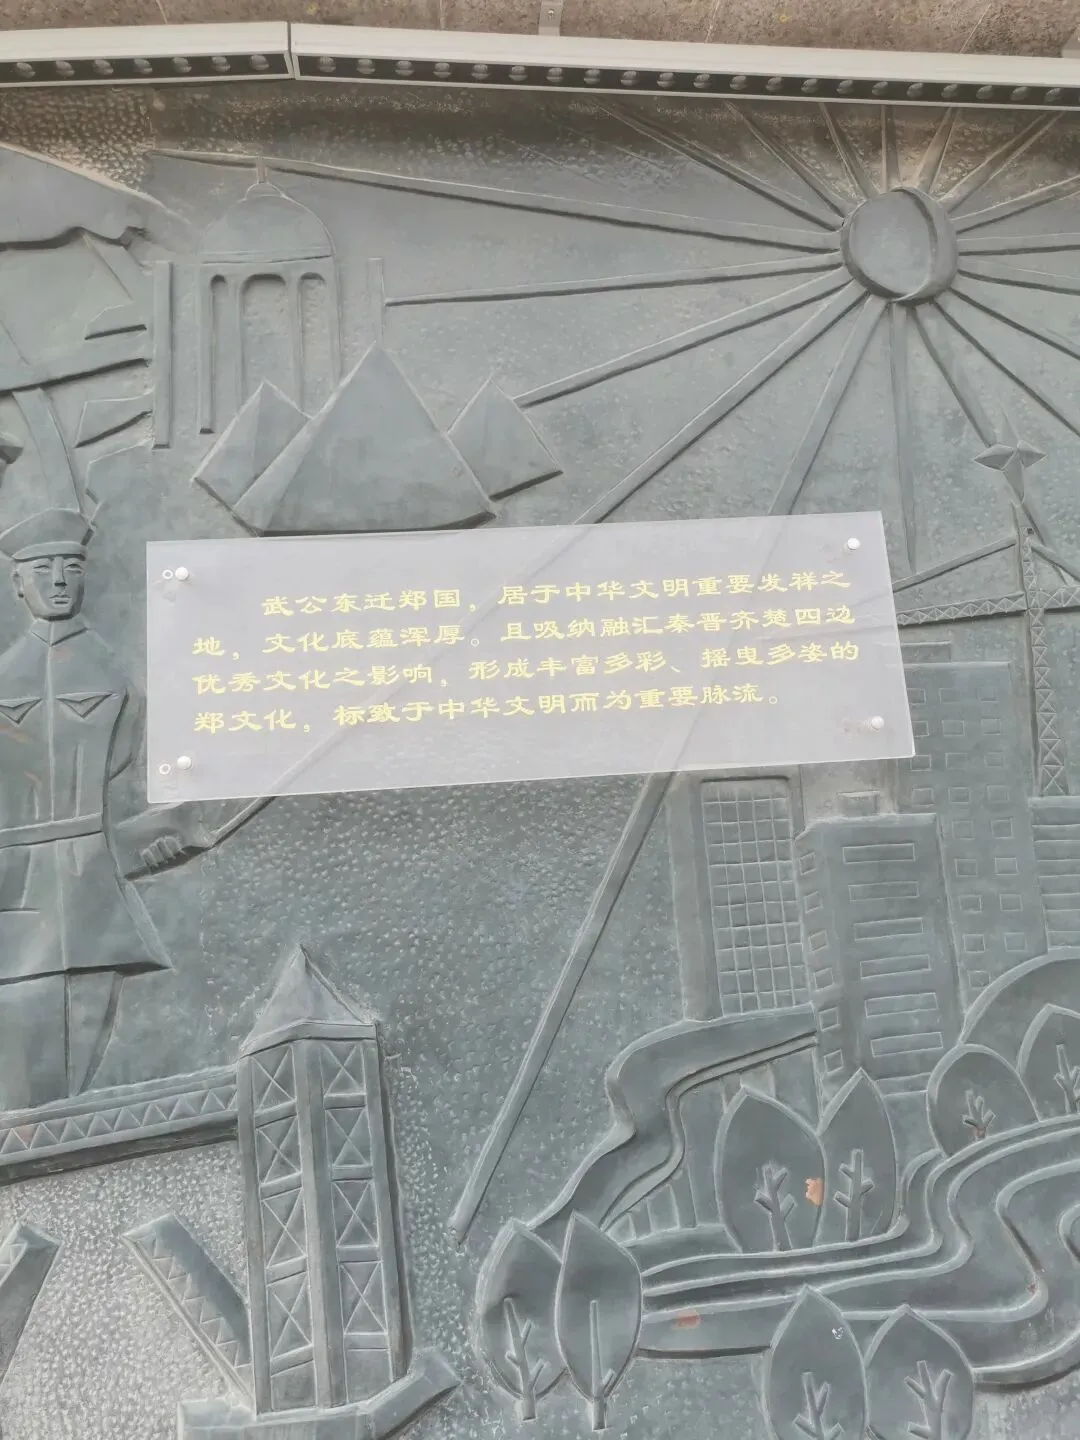 武公东迁郑国，居于中华文明重要发祥之
地，文化底蕴浑厚。且吸纳融汇秦晋齐楚四边
优秀文化之影响，形成丰富多彩、摇曳多姿的
郑文化，标致于中华文明而为重要脉流。